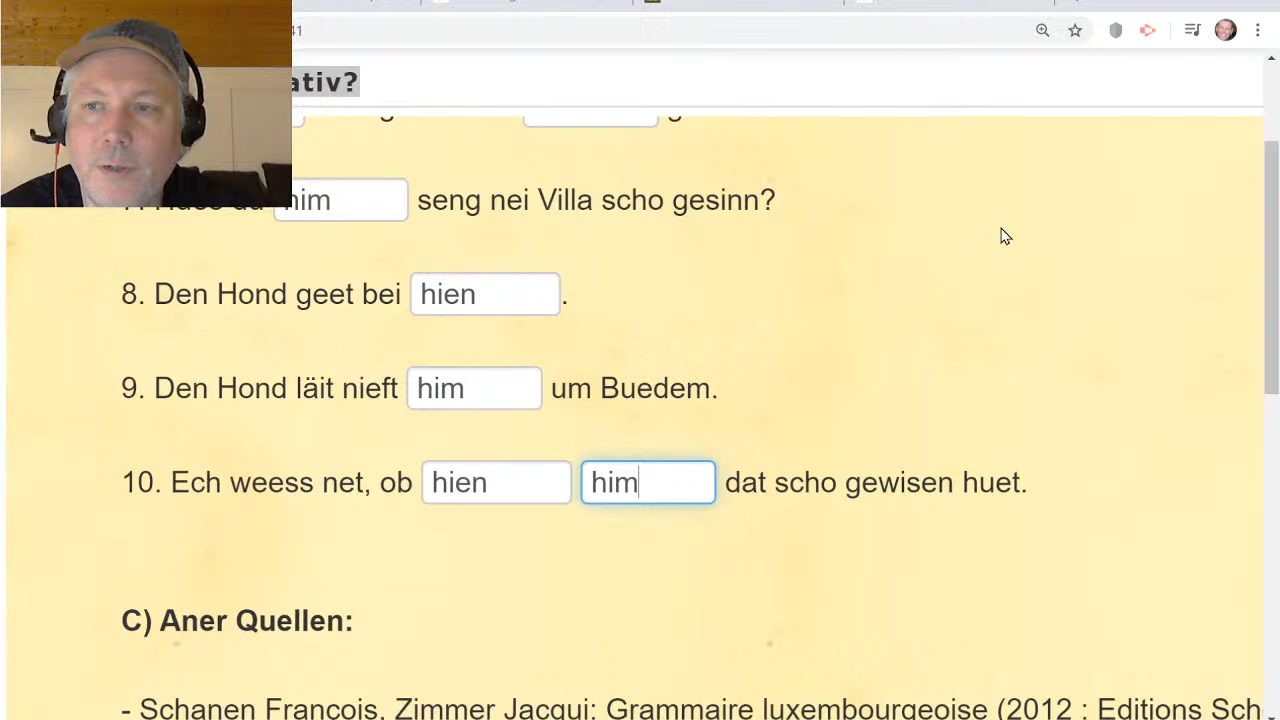 41
ativ?
him seng nei Villa scho gesinn?
8. Den Hond geet bei hien.
9. Den Hond läit nieft him um Buedem.
10. Ech weess net, ob hien him dat scho gewisen huet.
C) Aner Quellen:
- Schanen François, Zimmer Jacqui: Grammaire luxembourgeoise (2012 : Editions Sch